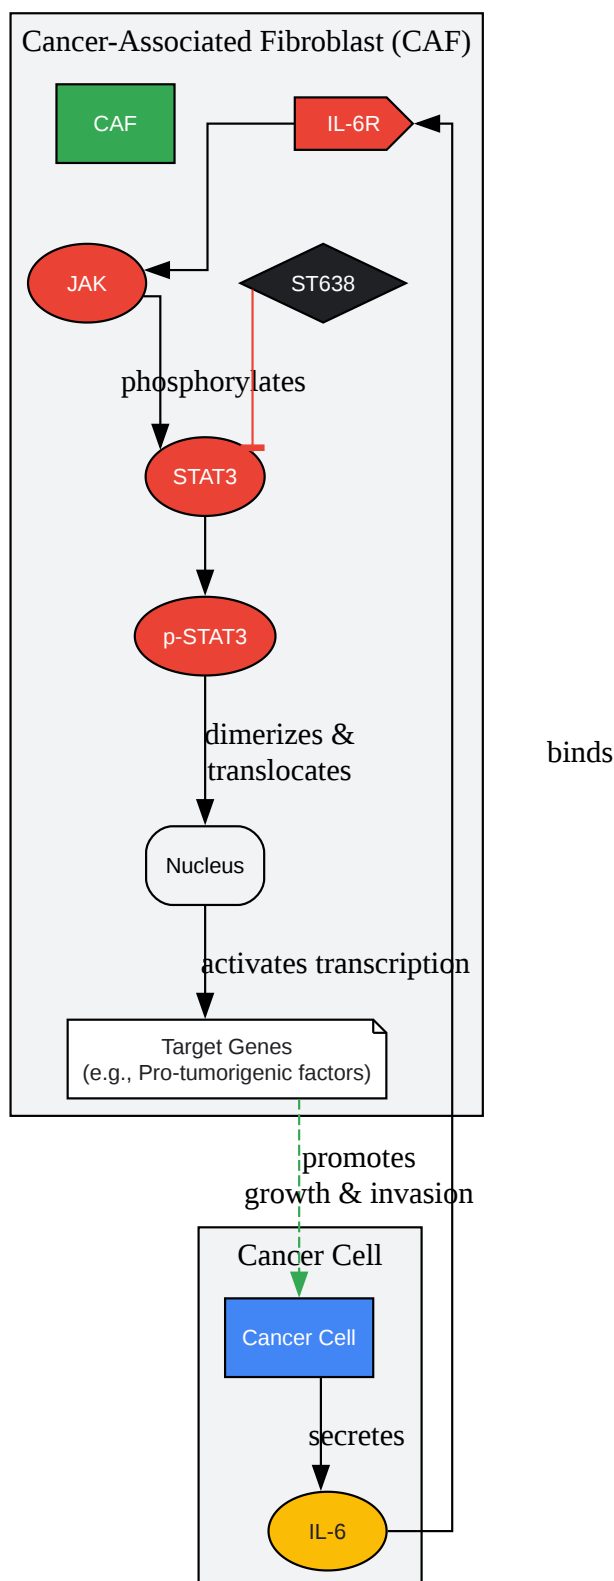 Cancer-Associated Fibroblast (CAF)
CAF
IL-6R
JAK
ST638
phosphorylates
STAT3
p-STAT3
dimerizes &
translocates
binds
Nucleus
activates transcription
Target Genes
(e.g., Pro-tumorigenic factors)
promotes
growth & invasion
Cancer Cell
Cancer Cell
secretes
IL-6